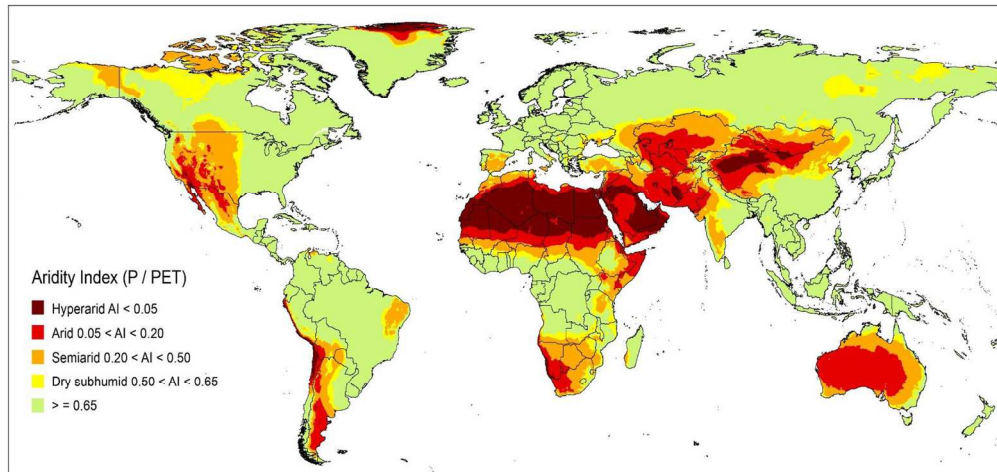 Aridity Index (P / PET)
Hyperarid AI < 0.05
Arid 0.05 < AI < 0.20
Semiarid 0.20 < AI < 0.50
Dry subhumid 0.50 < AI < 0.65
> = 0.65